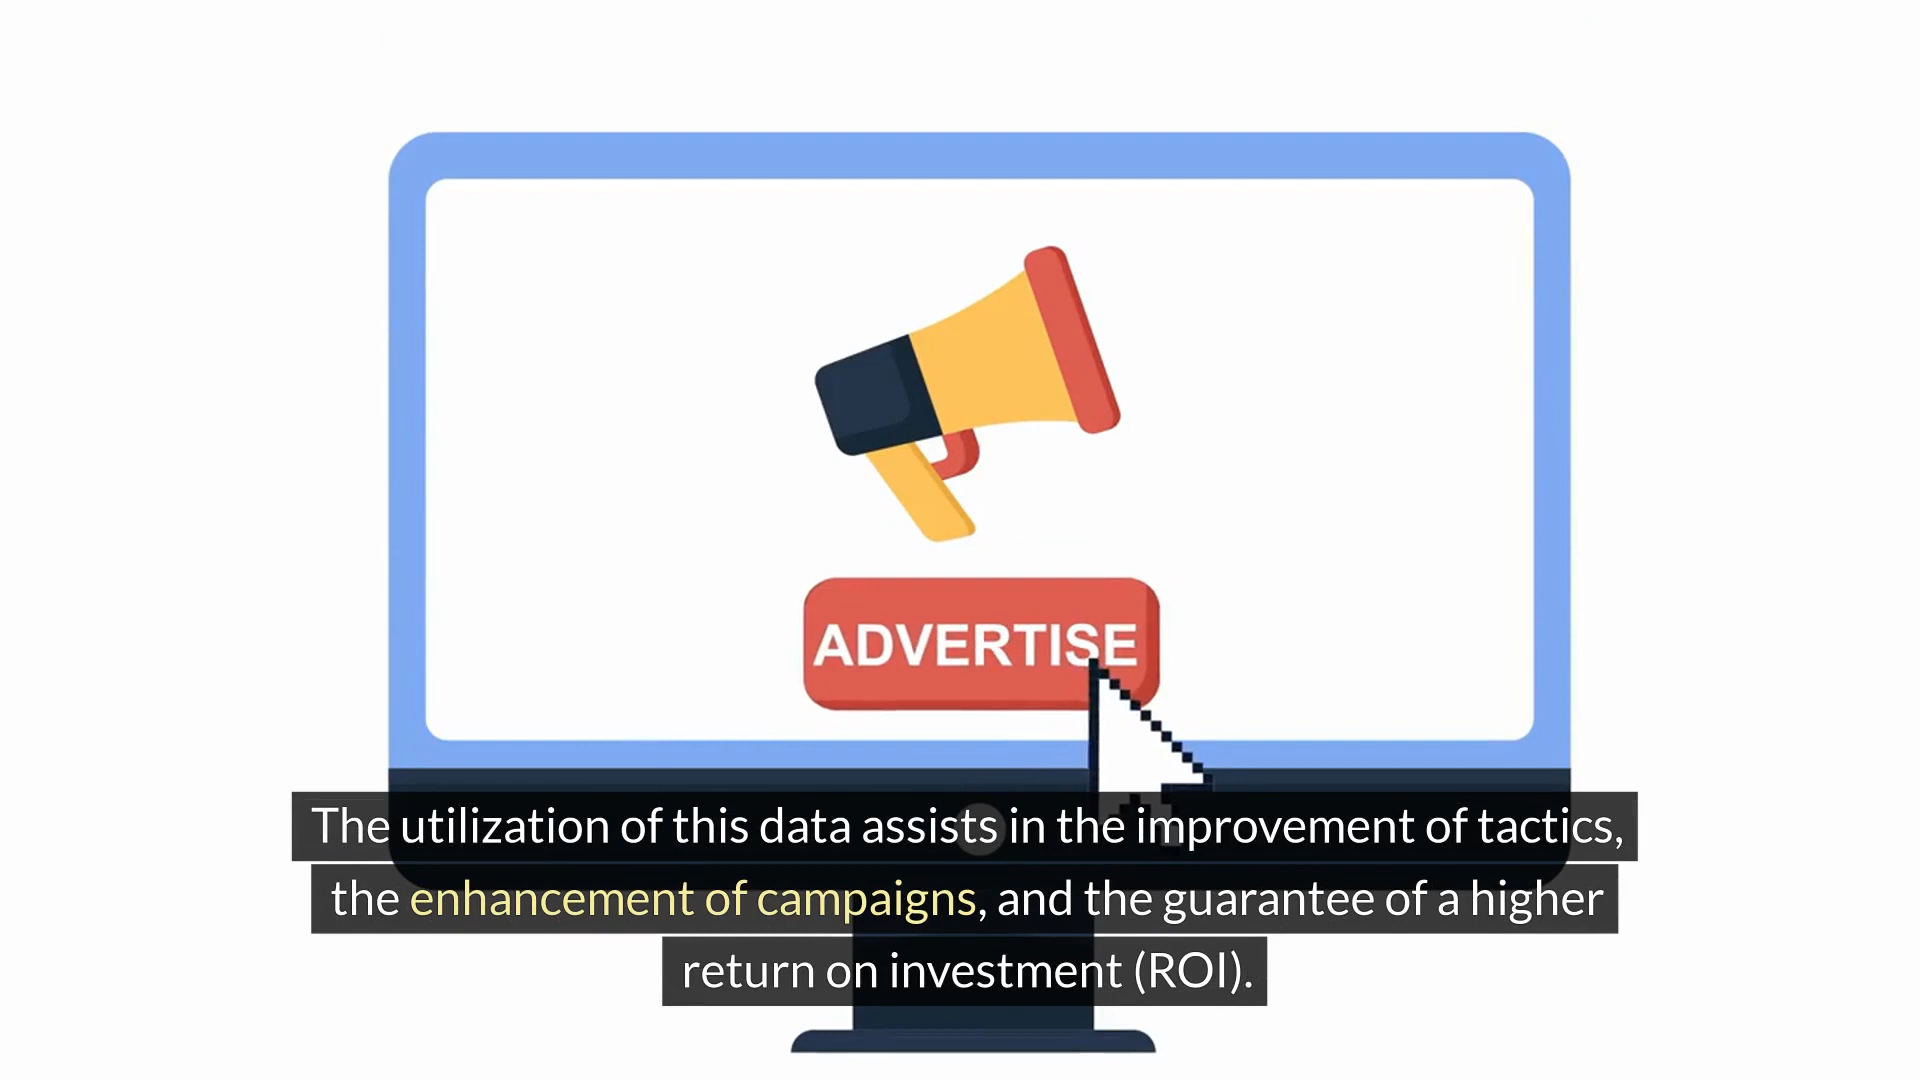 ADVERTISE
The utilization of this data assists in the improvement of tactics,
the enhancement of campaigns, and the guarantee of a higher
return on investment (ROI).